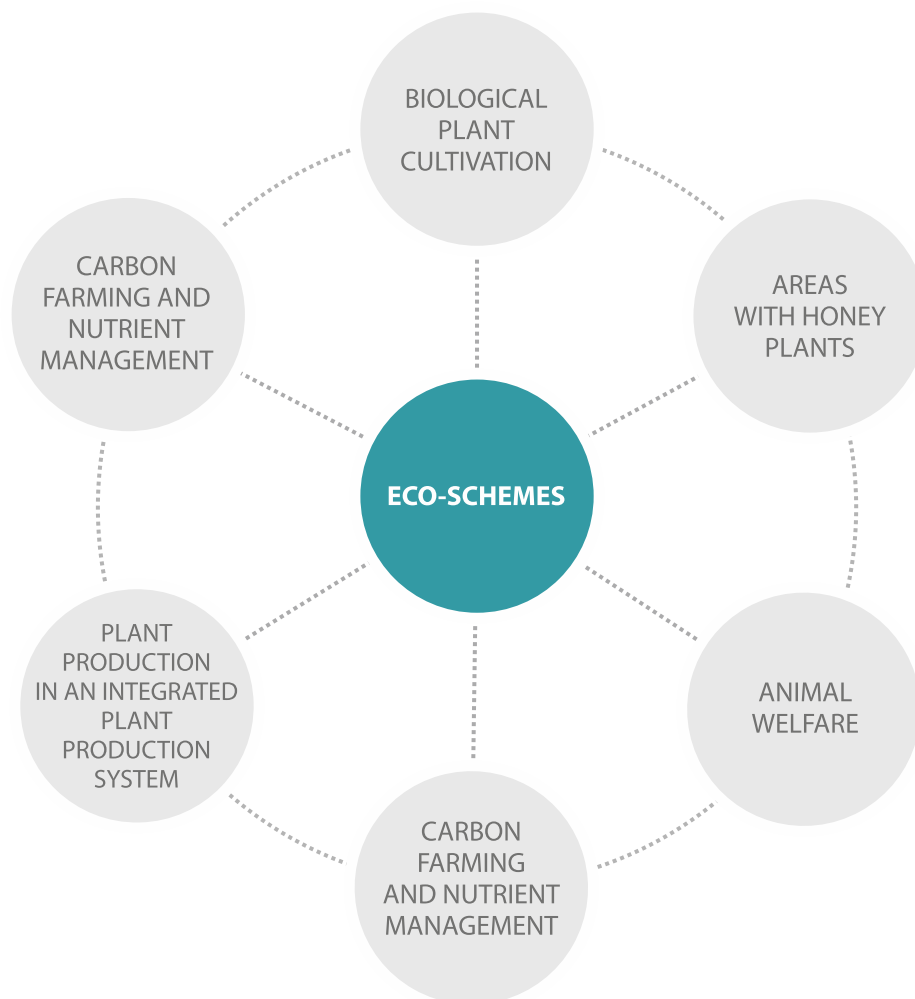 BIOLOGICAL
PLANT
CULTIVATION
CARBON
FARMING AND
NUTRIENT
MANAGEMENT
AREAS
WITH HONEY
PLANTS
ECO-SCHEMES
PLANT
PRODUCTION
IN AN INTEGRATED
PLANT
PRODUCTION
SYSTEM
ANIMAL
WELFARE
CARBON
FARMING
AND NUTRIENT
MANAGEMENT